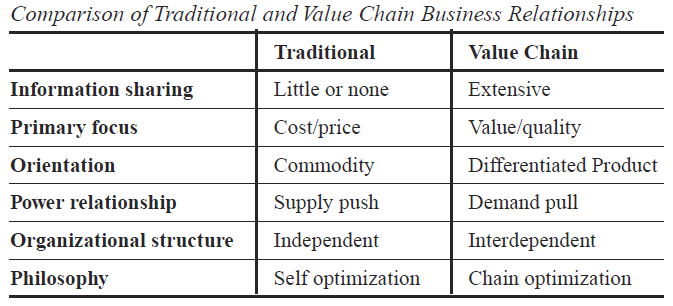 Comparison of Traditional and Value Chain Business Relationships
Traditional Value Chain
Information sharing Little or none Extensive
Primary focus Cost/price Value/quality
Orientation Commodity Differentiated Product
Power relationship Supply push Demand pull
Organizational structure Independent Interdependent
Philosophy Self optimization Chain optimization